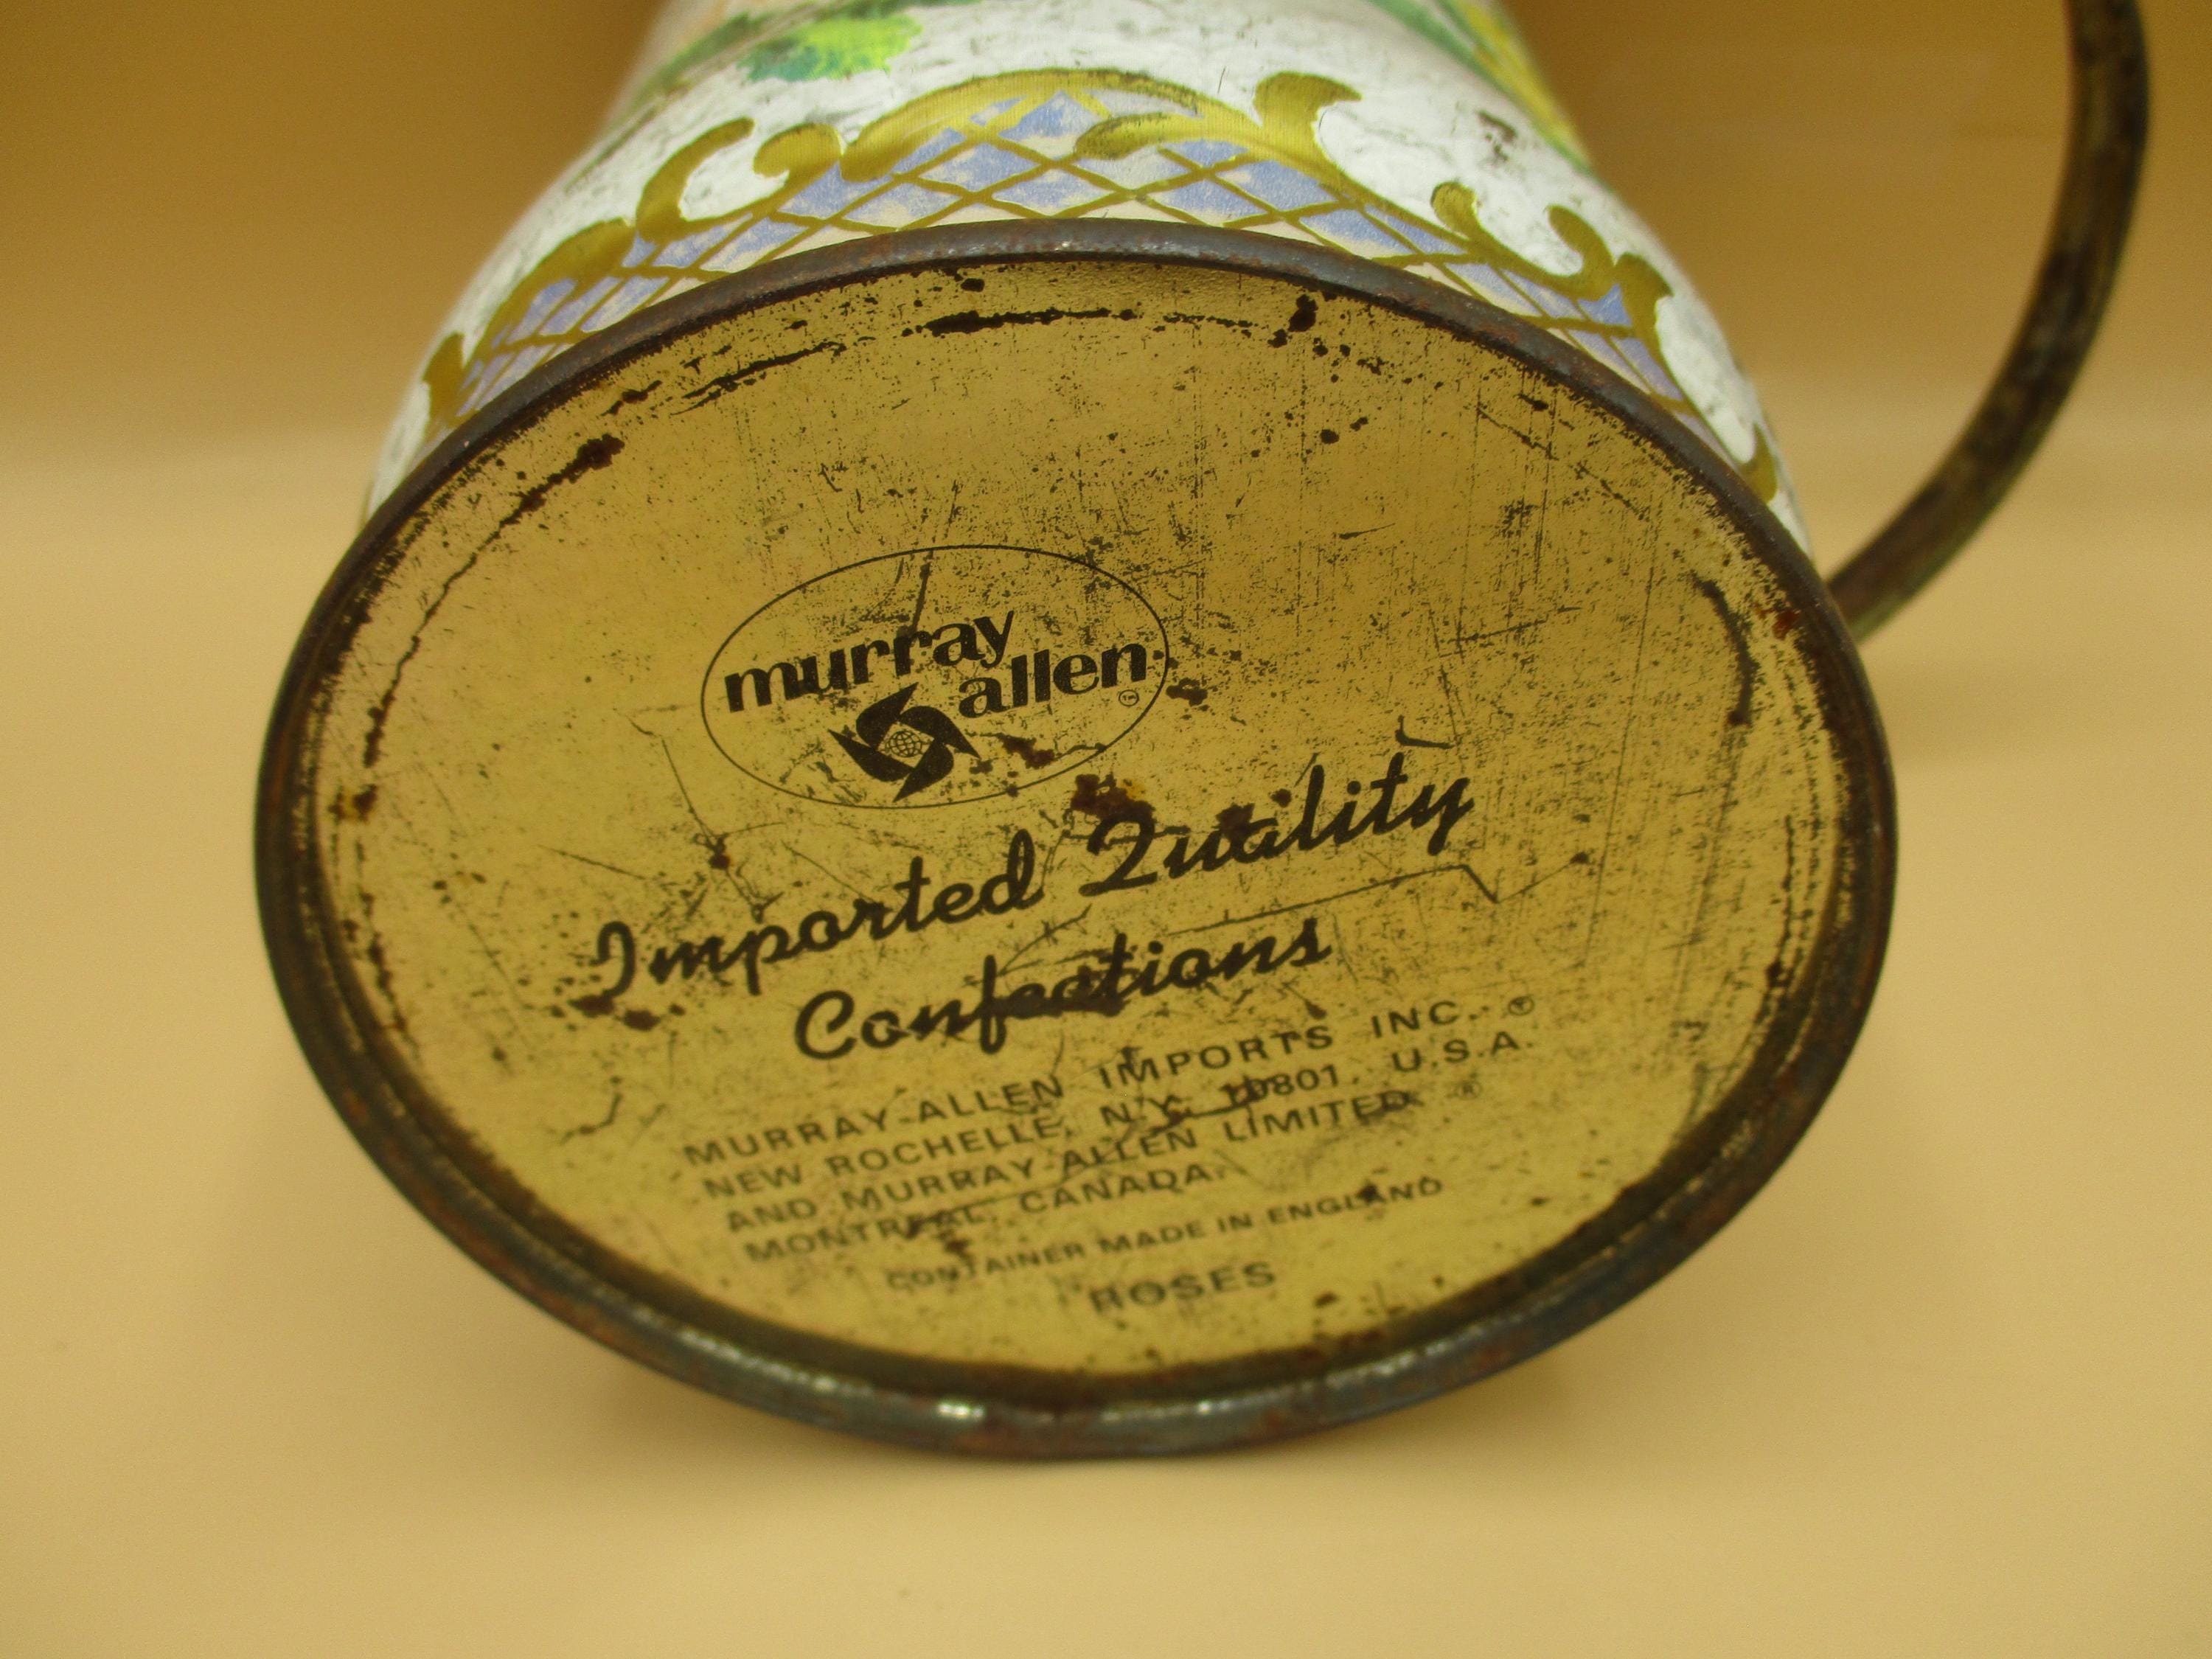 murray
allen
TM
Imported Quality
Confections
MURRAY-ALLEN IMPORTS INC. ®
NEW ROCHELLE, N.Y. 10801. U.S.A.
AND MURRAY-ALLEN LIMITED ®
MONTREAL, CANADA.
CONTAINER MADE IN ENGLAND
ROSES